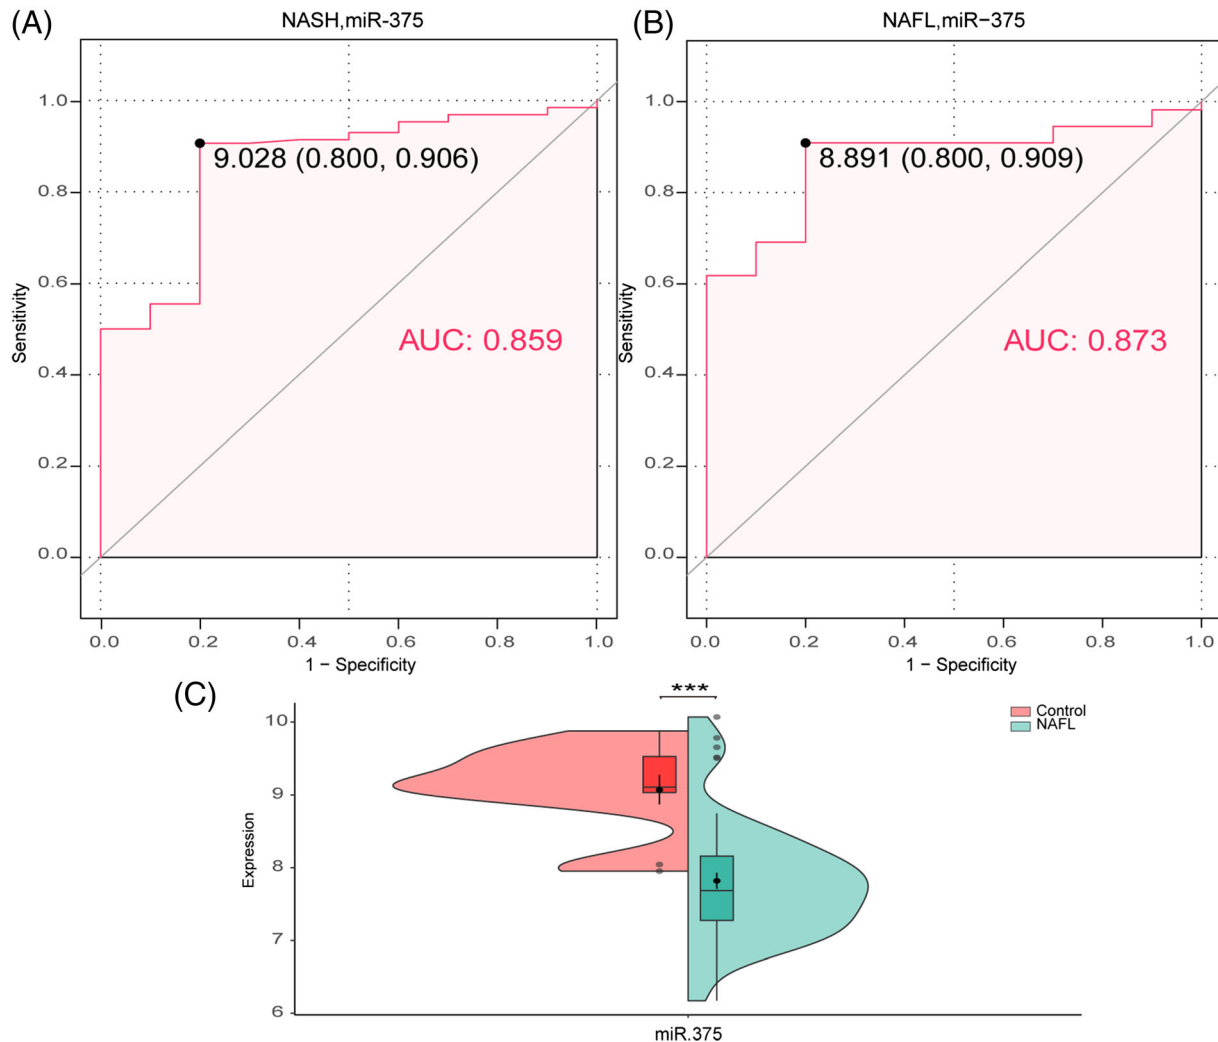 (A)
NASH,miR-375
1.0
0.8
0.6
0.4
0.2
0.0
Sensitivity
9.028 (0.800, 0.906)
AUC: 0.859
0.0 0.2 0.4 0.6 0.8 1.0
1 − Specificity
(B)
NAFL,miR−375
1.0
0.8
0.6
0.4
0.2
0.0
Sensitivity
8.891 (0.800, 0.909)
AUC: 0.873
0.0 0.2 0.4 0.6 0.8 1.0
1 − Specificity
(C)
***
Control
NAFL
10
9
8
7
6
Expression
miR.375